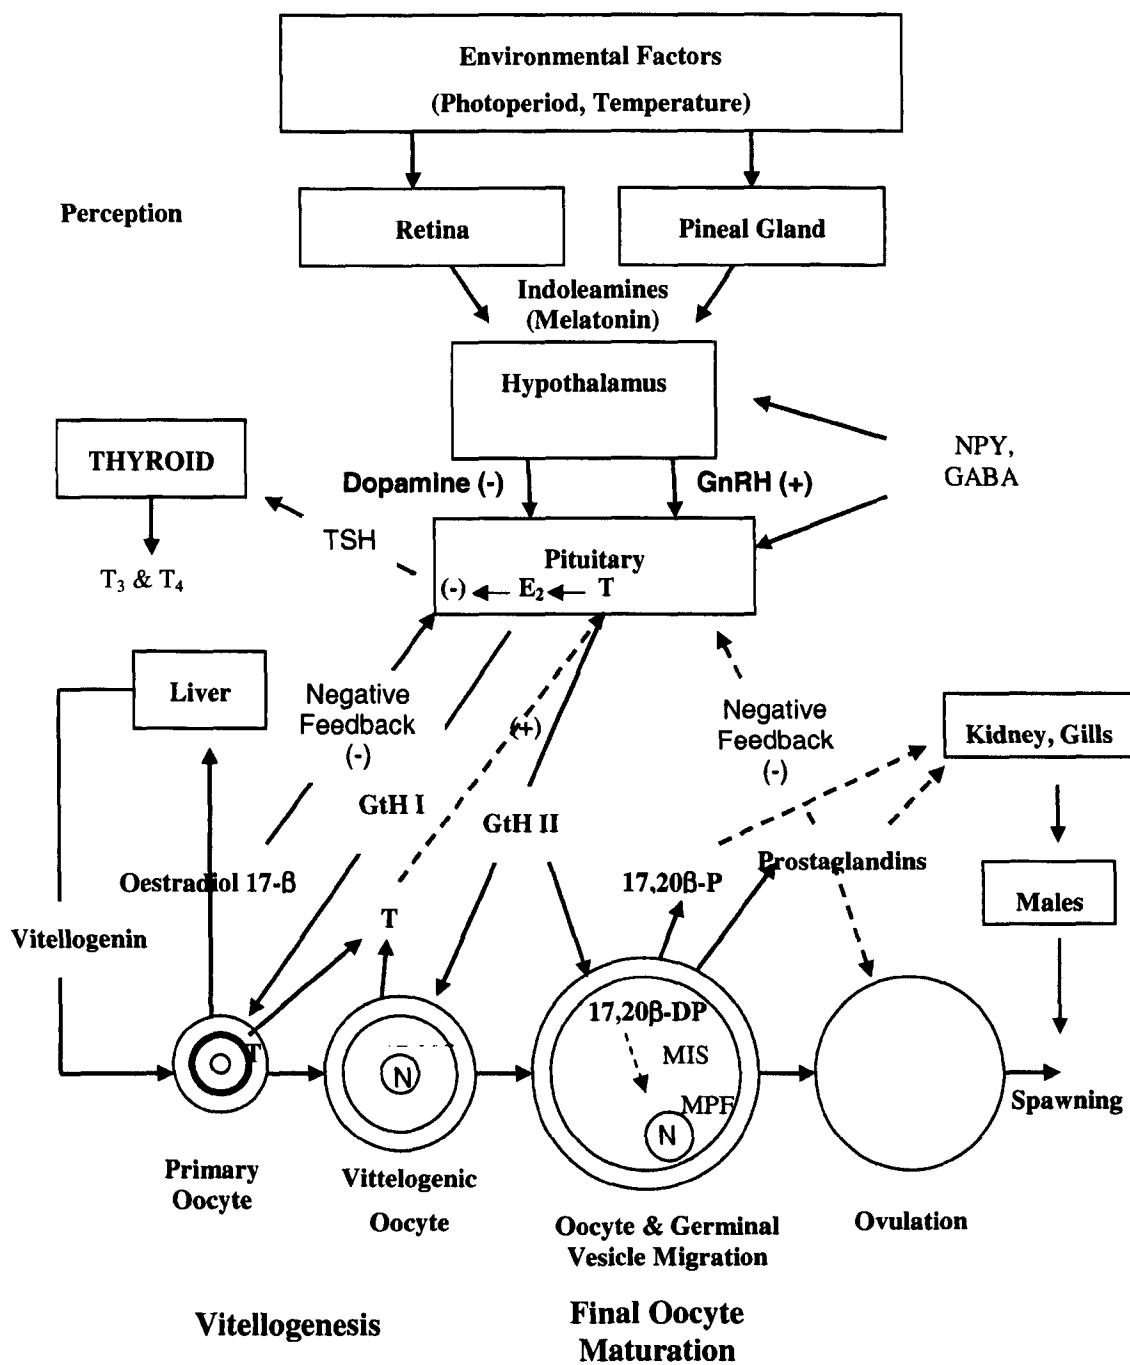 Environmental Factors
(Photoperiod, Temperature)
Perception
Retina
Pineal Gland
Indoleamines
(Melatonin)
Hypothalamus
THYROID
NPY,
GABA
Dopamine (-)
GnRH (+)
TSH
Pituitary
(-) E₂ T
T₃ & T₄
Liver
Negative
Feedback
(-)
(+)
Negative
Feedback
(-)
Kidney, Gills
GtH I
GtH II
Prostaglandins
Oestradiol 17-β
17,20β-P
Males
T
Vitellogenin
17,20β-DP
T
MIS
N
MPF
N
Spawning
Primary
Oocyte
Vittelogenic
Oocyte
Oocyte & Germinal
Vesicle Migration
Ovulation
Vitellogenesis
Final Oocyte
Maturation